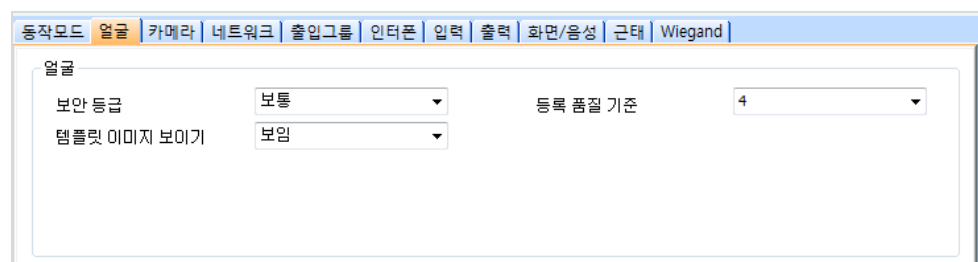 동작모드 얼굴 카메라 네트워크 출입그룹 인터폰 입력 출력 화면/음성 근태 Wiegand
얼굴
보안 등급 보통 등록 품질 기준 4
템플릿 이미지 보이기 보임